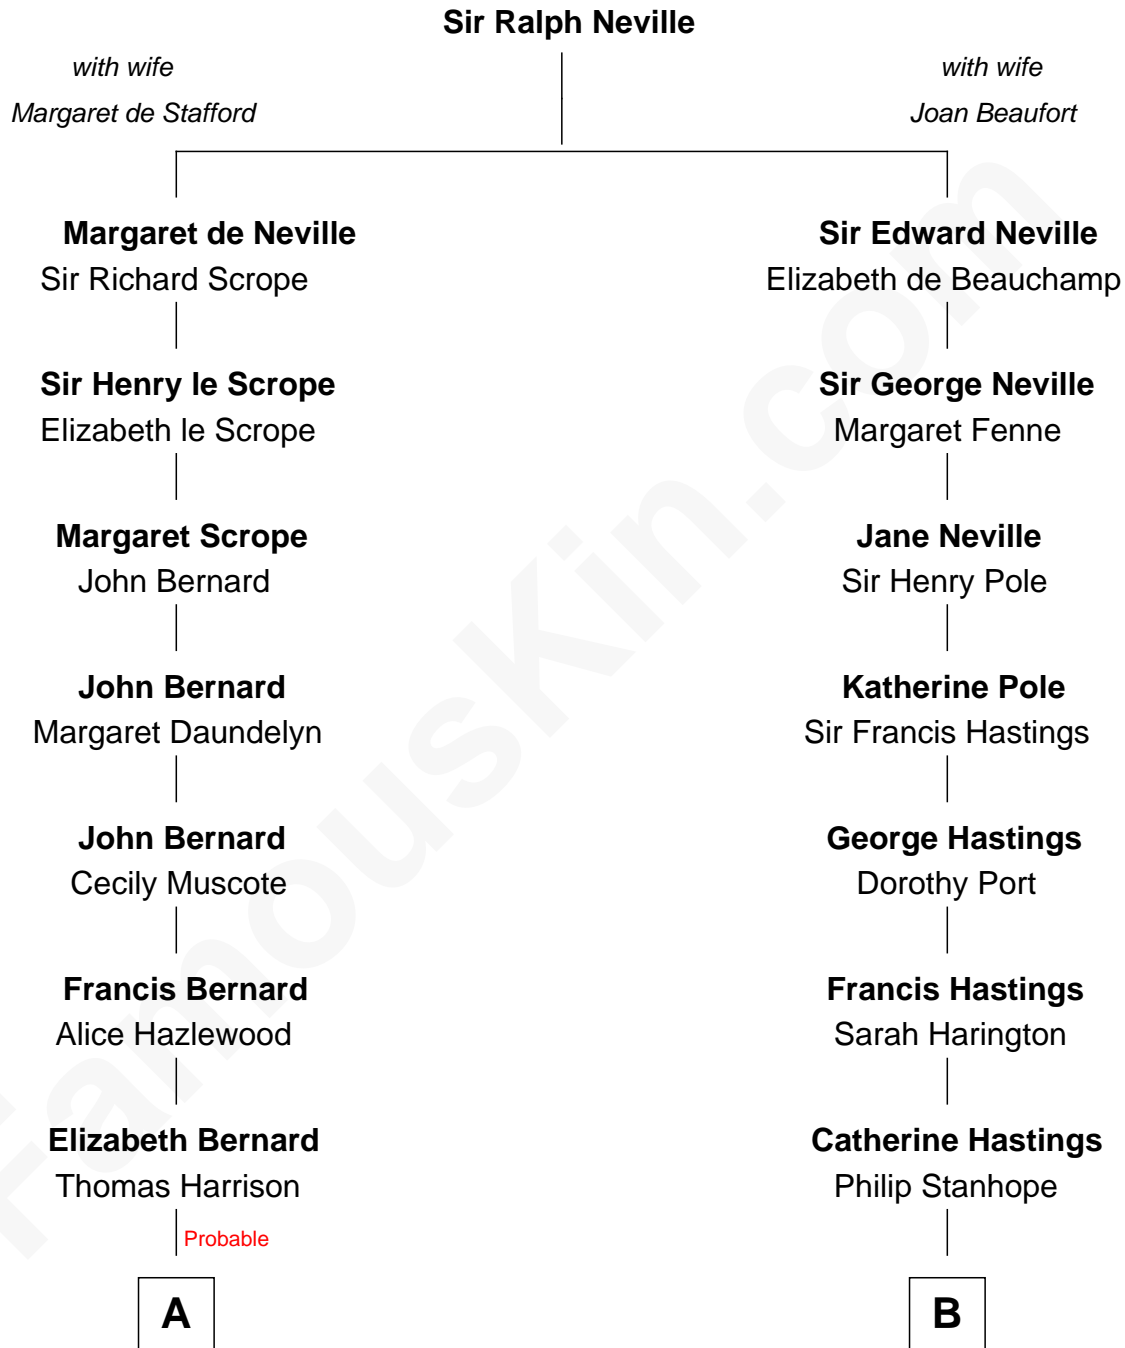 Sir Ralph Neville
with wife
Margaret de Stafford
with wife
Joan Beaufort
Margaret de Neville
Sir Richard Scrope
Sir Edward Neville
Elizabeth de Beauchamp
Sir Henry le Scrope
Elizabeth le Scrope
Sir George Neville
Margaret Fenne
Margaret Scrope
John Bernard
Jane Neville
Sir Henry Pole
John Bernard
Margaret Daundelyn
Katherine Pole
Sir Francis Hastings
John Bernard
Cecily Muscote
George Hastings
Dorothy Port
Francis Bernard
Alice Hazlewood
Francis Hastings
Sarah Harington
Elizabeth Bernard
Thomas Harrison
Catherine Hastings
Philip Stanhope
Probable
A
B
FamousKin.com